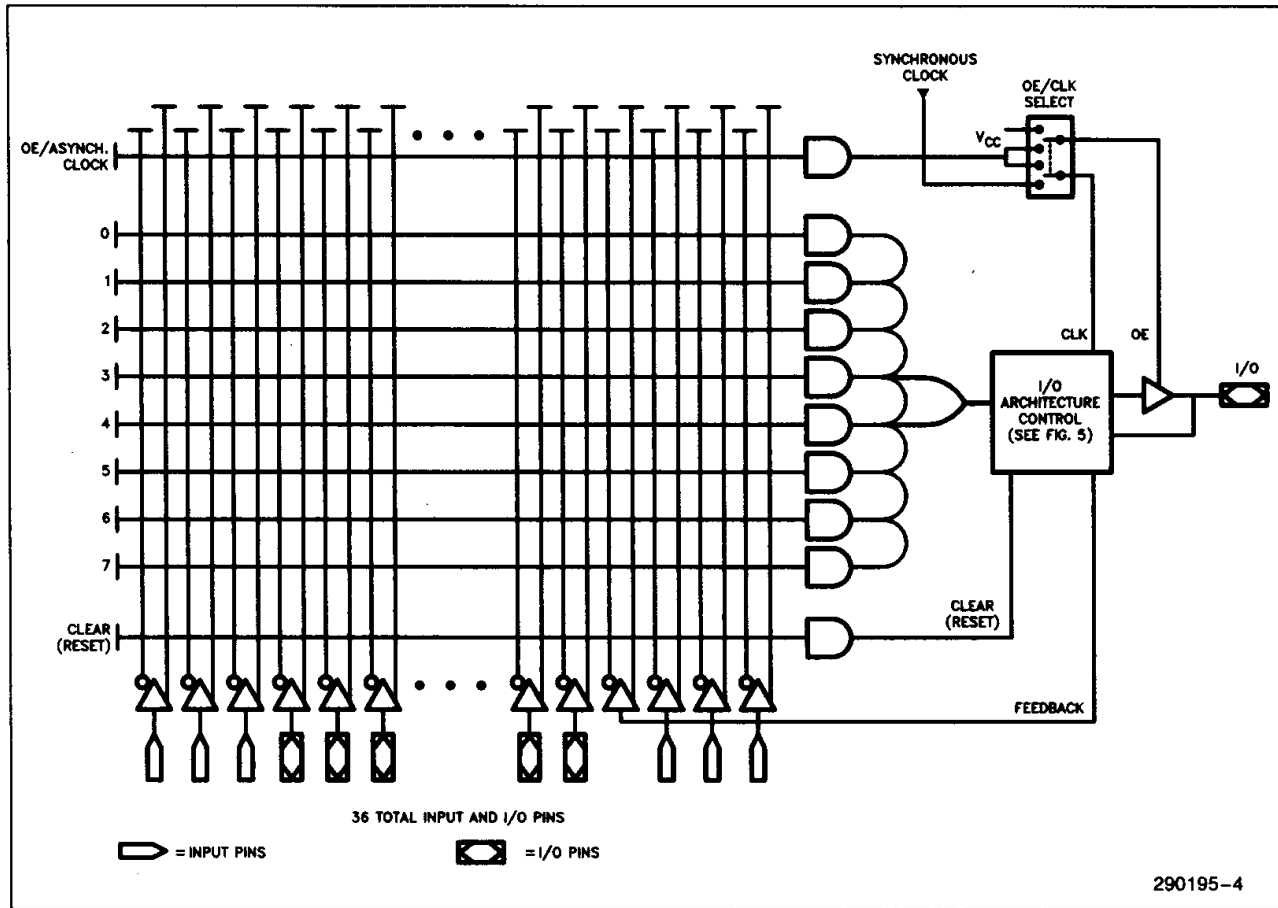 SYNCHRONOUS
CLOCK
OE/CLK
SELECT
OE/ASYNCH.
CLOCK
VCC
0
1
2
3
4
5
6
7
CLK
OE
I/O
I/O
ARCHITECTURE
CONTROL
(SEE FIG. 5)
CLEAR
(RESET)
CLEAR
(RESET)
FEEDBACK
36 TOTAL INPUT AND I/O PINS
= INPUT PINS
= I/O PINS
290195-4